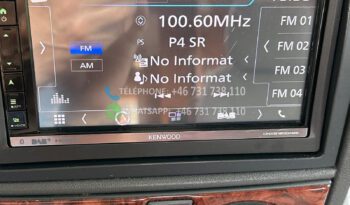 100.60MHz
FM 01
FM
P4 SR
FM 02
AM
No Informat
FM 03
No Informat
TÉLÉPHONE: +46 731 738 110
FM 04
WHATSAPP: +46 731 738 110
DAB
KENWOOD